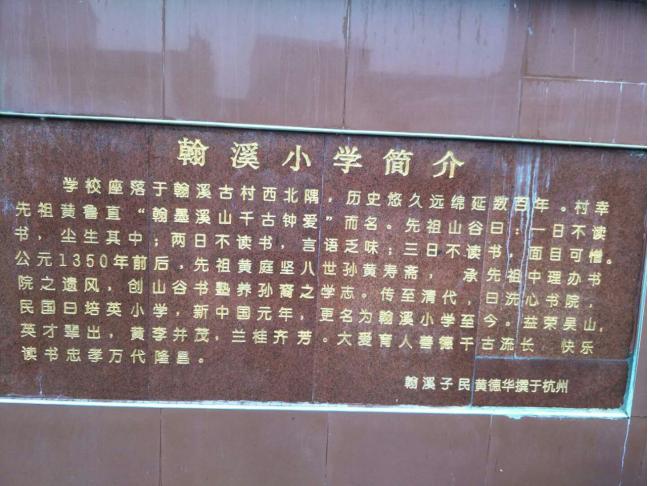 翰溪小学简介
学校座落于翰溪古村西北隅，历史悠久远绵延数百年。村幸
先祖黄鲁直“翰墨溪山千古钟爱”而名。先祖山谷曰：一日不读
书，尘生其中；两日不读书，言语乏味；三日不读书，面目可憎。
公元1350年前后，先祖黄庭坚八世孙黄寿斋，承先祖中理办书
院之遗风，创山谷书塾养孙裔之学志。传至清代，曰洗心书院，
民国曰培英小学，新中国元年，更名为翰溪小学至今。益荣吴山，
英才辈出，黄李并茂，兰桂齐芳。大爱育人善德千古流长，快乐
读书忠孝万代隆昌。
翰溪子民黄德华撰于杭州